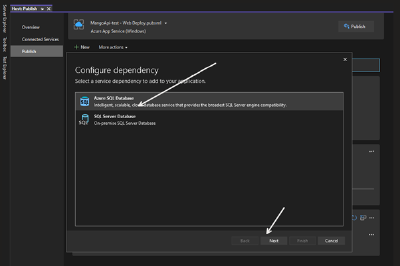 Server Explorer
Toolbox
Test Explorer
Publish
Overview
Connected Services
Publish
MongoApi-test - Web Deploy.pubxml
Azure App Service (Windows)
Publish
New
More actions
Configure dependency
Select a service dependency to add to your application.
Azure SQL Database
Intelligent, scalable, cloud database service that provides the broadest SQL Server engine compatibility.
SQL Server Database
On-premise SQL Server Database
Back
Next
Finish
Cancel